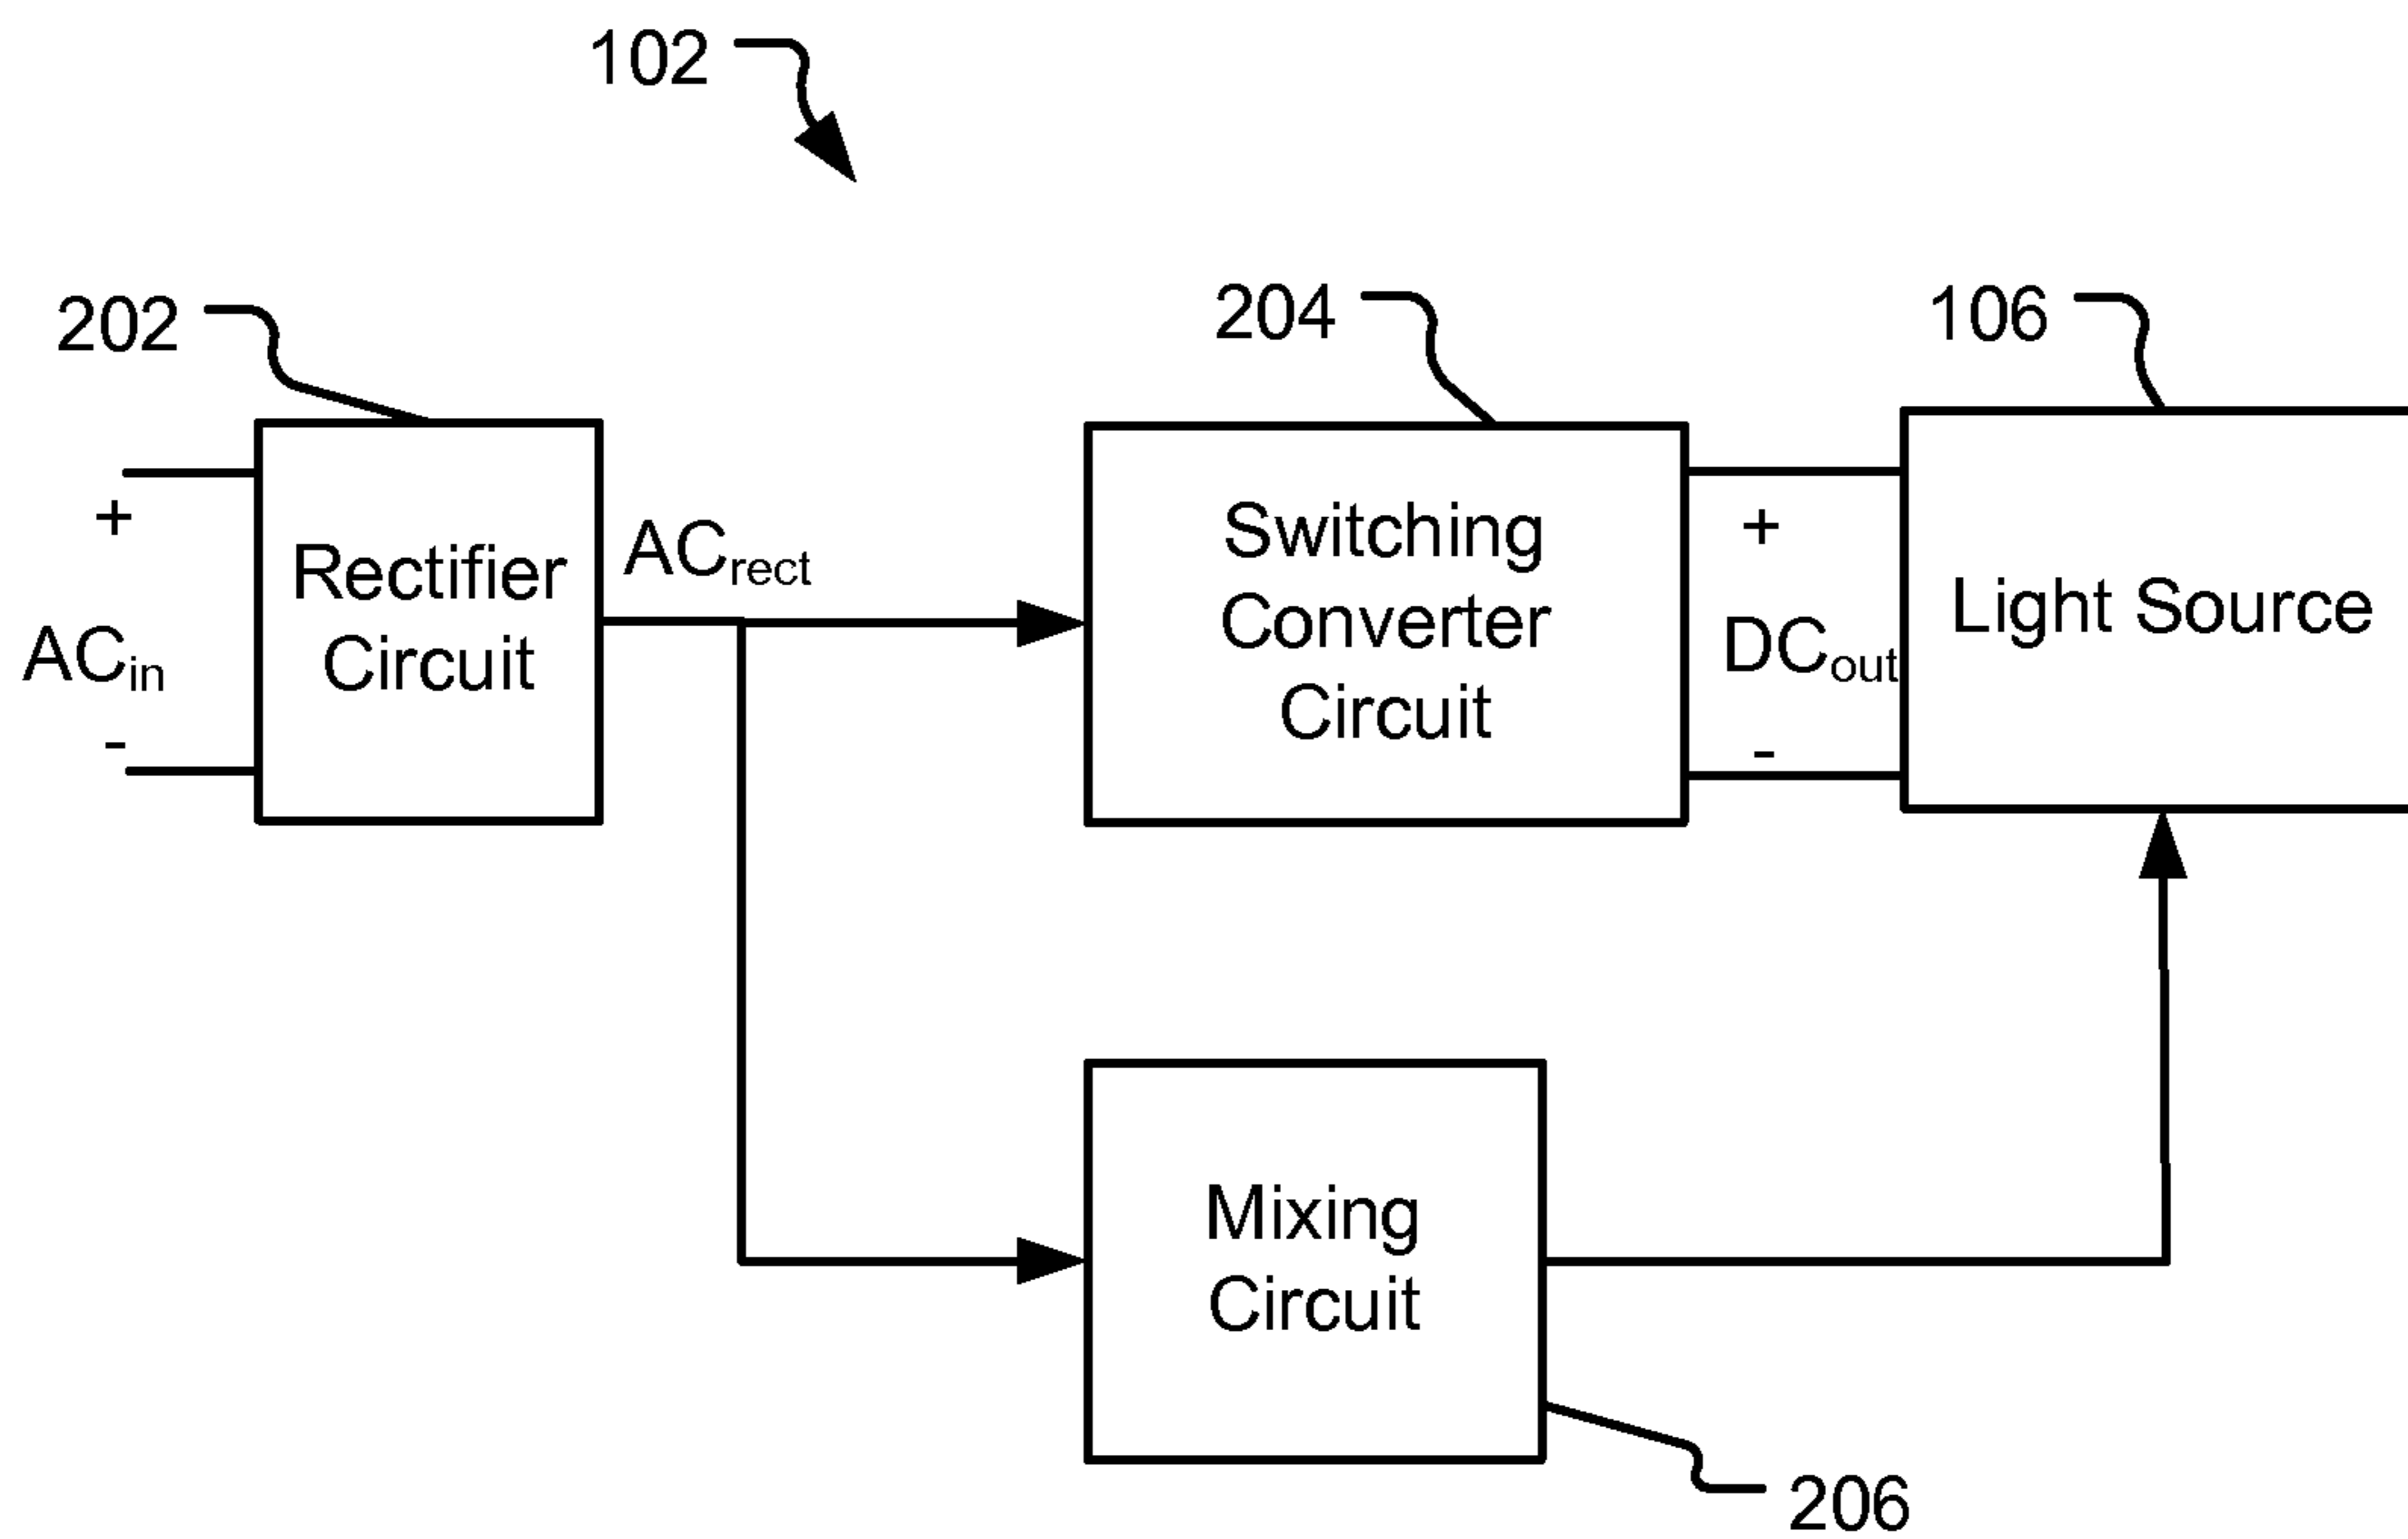 102
202
204
106
+
ACin
-
Rectifier
Circuit
ACrect
Switching
Converter
Circuit
+
DCout
-
Light Source
Mixing
Circuit
206